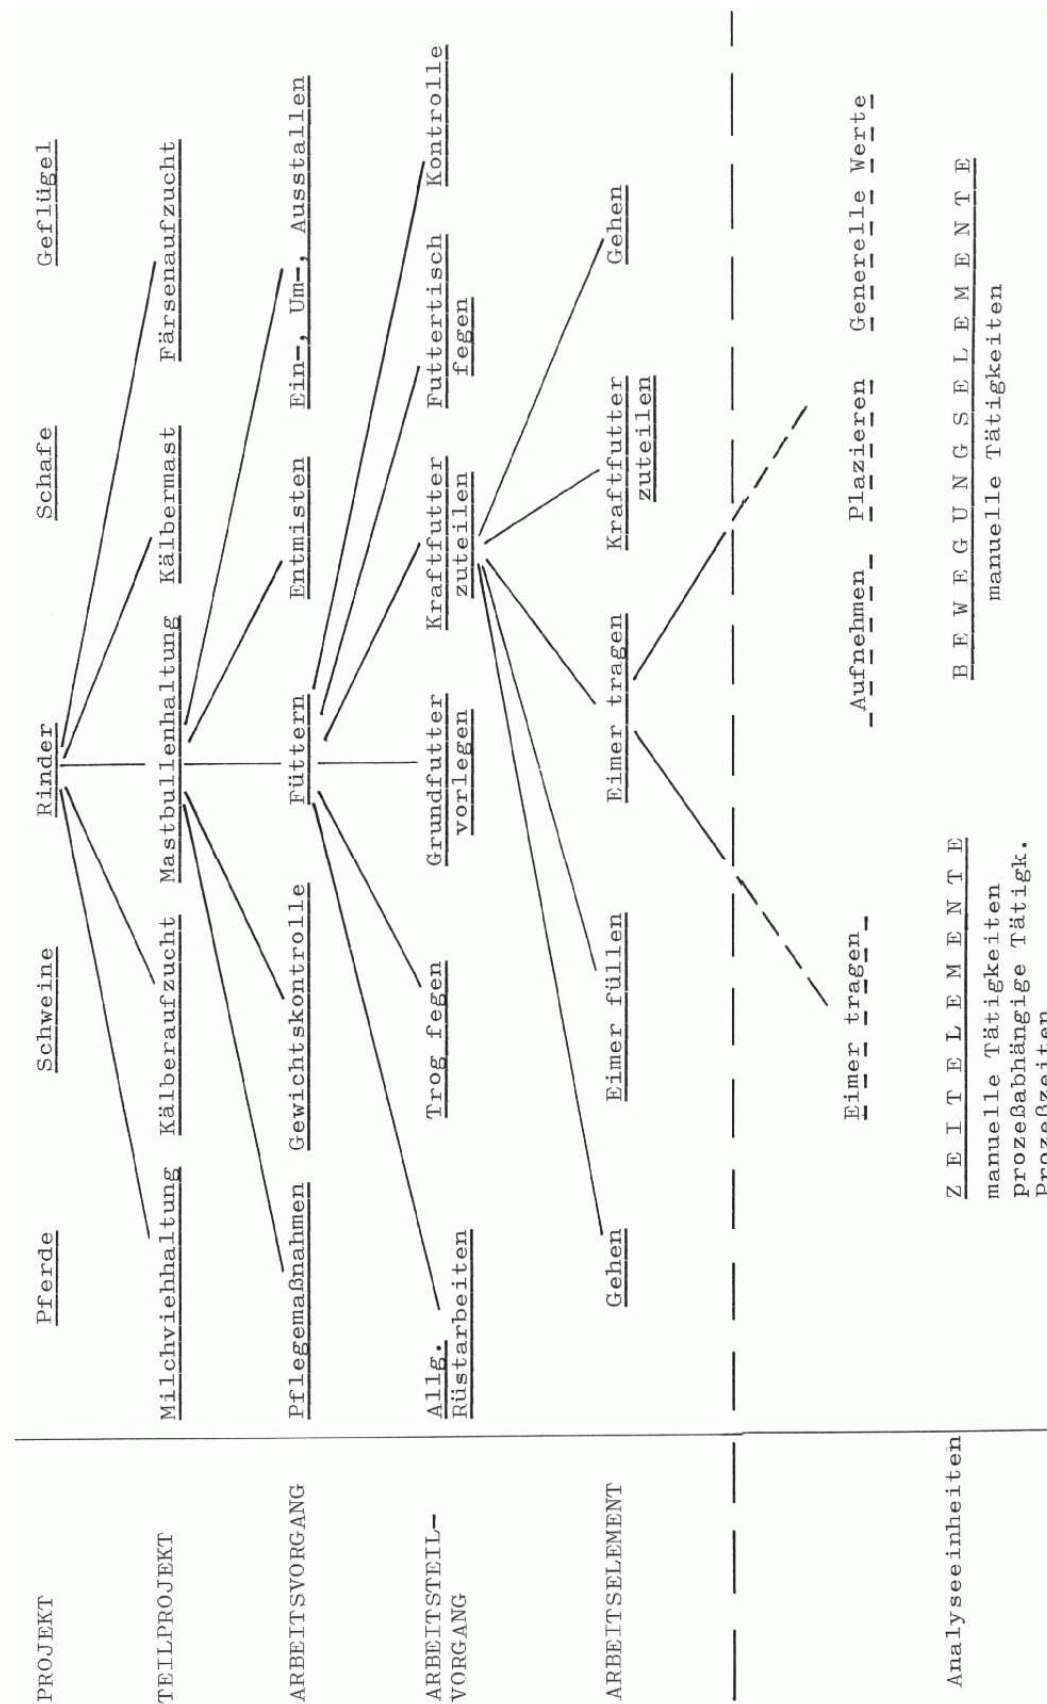 PROJEKT
Pferde
Schweine
Rinder
Schafe
Geflügel
TEILPROJEKT
Milchviehhaltung
Kälberaufzucht
Mastbullenhaltung
Kälbermast
Färsenaufzucht
ARBEITSVORGANG
Pflegemaßnahmen
Gewichtskontrolle
Füttern
Entmisten
Ein-, Um-, Ausstallen
ARBEITSTEIL-
VORGANG
Allg.
Rüstarbeiten
Trog fegen
Grundfutter
vorlegen
Kraftfutter
zuteilen
Futtertisch
fegen
Kontrolle
ARBEITSELEMENT
Gehen
Eimer füllen
Eimer tragen
Kraftfutter
zuteilen
Gehen
Eimer tragen
Aufnehmen
Plazieren
Generelle Werte
Analyseeinheiten
Z E I T E L E M E N T E
manuelle Tätigkeiten
prozeßabhängige Tätigk.
Prozeßzeiten
B E W E G U N G S E L E M E N T E
manuelle Tätigkeiten